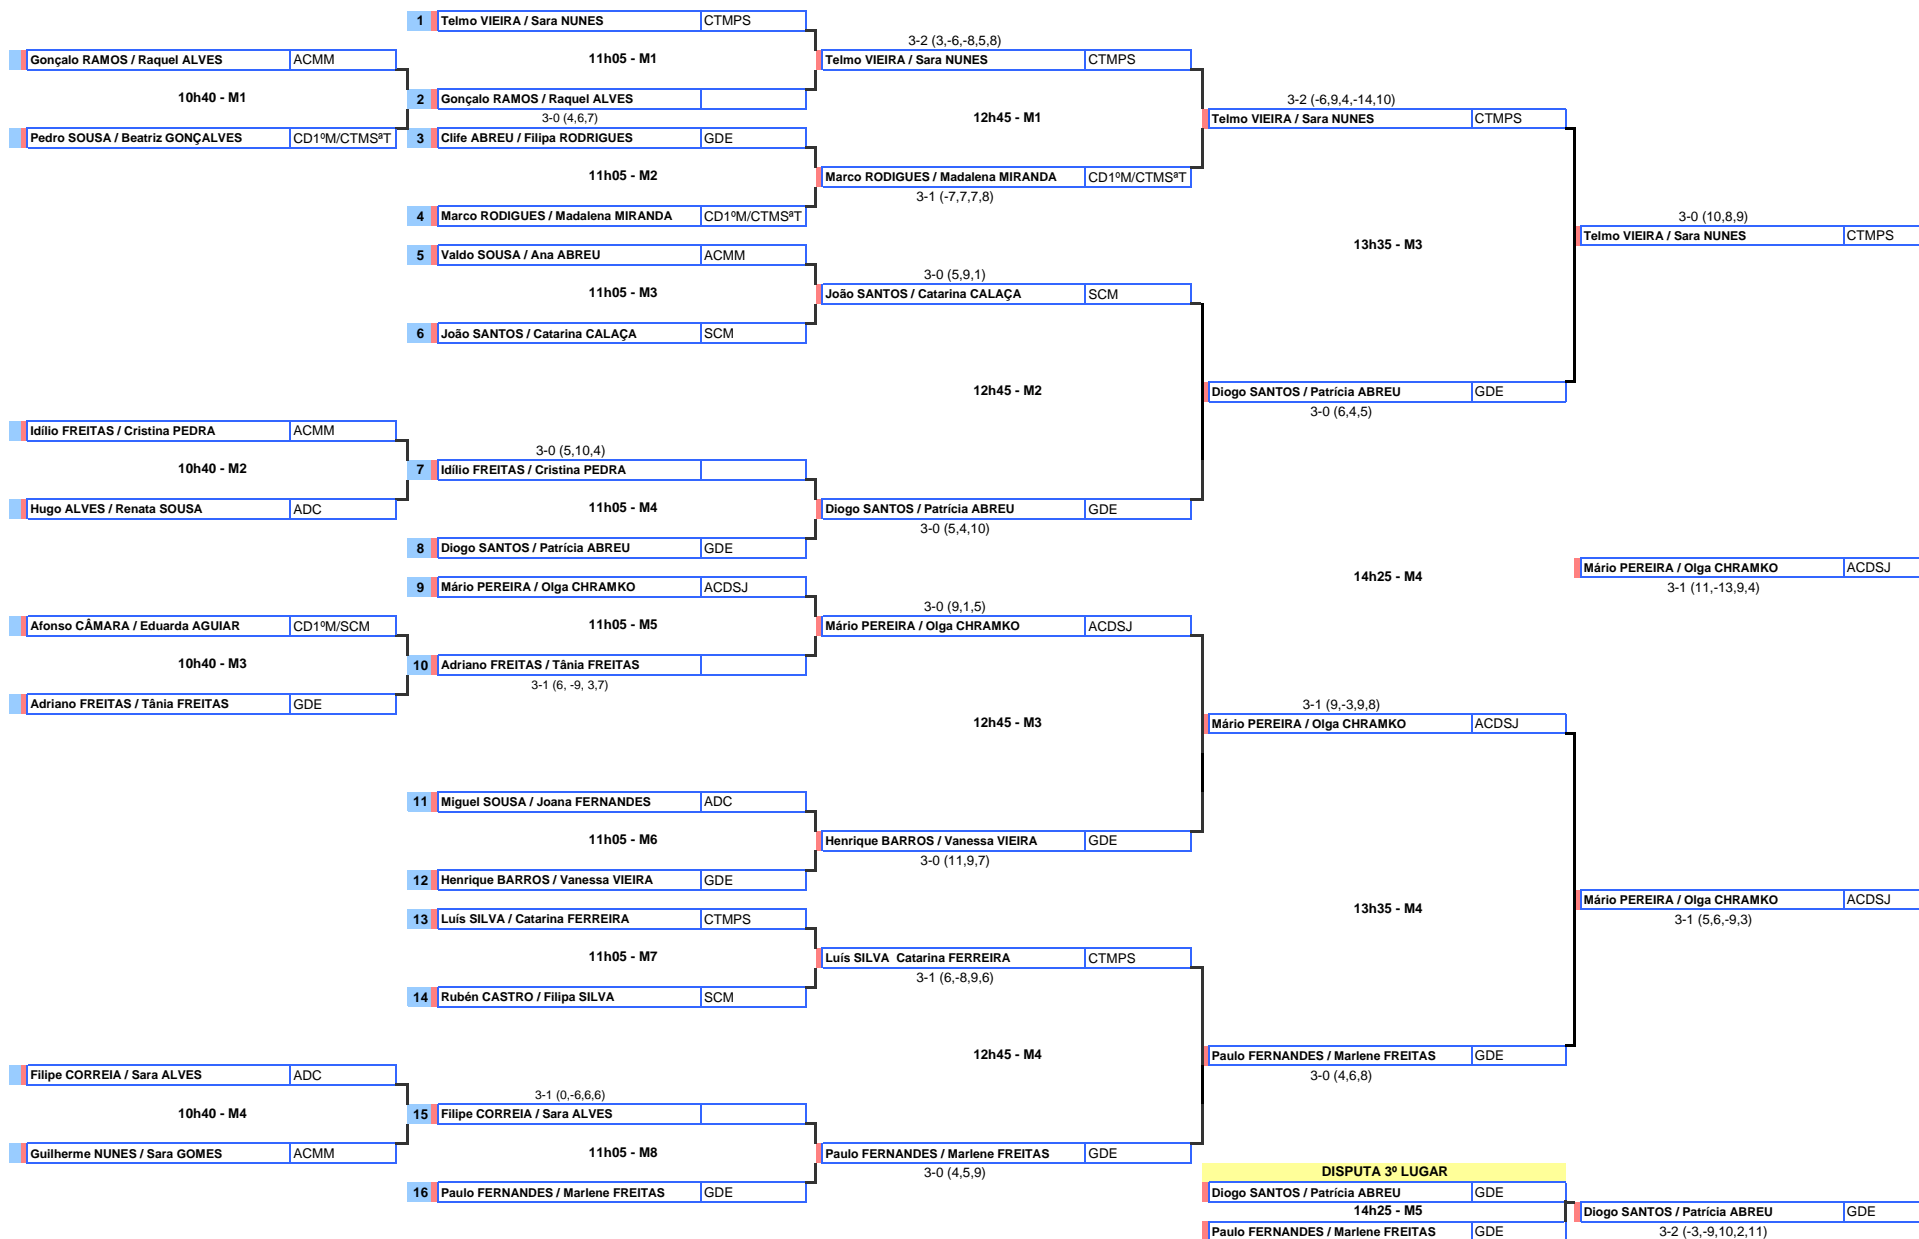 1 Telmo VIEIRA / Sara NUNES CTMPS
3-2 (3,-6,-8,5,8)
Gonçalo RAMOS / Raquel ALVES ACMM
11h05 - M1
Telmo VIEIRA / Sara NUNES CTMPS
10h40 - M1
2 Gonçalo RAMOS / Raquel ALVES
3-2 (-6,9,4,-14,10)
3-0 (4,6,7)
12h45 - M1
Telmo VIEIRA / Sara NUNES CTMPS
Pedro SOUSA / Beatriz GONÇALVES CD1ºM/CTMSªT
3 Clife ABREU / Filipa RODRIGUES GDE
11h05 - M2
Marco RODIGUES / Madalena MIRANDA CD1ºM/CTMSªT
3-1 (-7,7,7,8)
4 Marco RODIGUES / Madalena MIRANDA CD1ºM/CTMSªT
3-0 (10,8,9)
Telmo VIEIRA / Sara NUNES CTMPS
13h35 - M3
5 Valdo SOUSA / Ana ABREU ACMM
3-0 (5,9,1)
11h05 - M3
João SANTOS / Catarina CALAÇA SCM
6 João SANTOS / Catarina CALAÇA SCM
12h45 - M2
Diogo SANTOS / Patrícia ABREU GDE
3-0 (6,4,5)
Idílio FREITAS / Cristina PEDRA ACMM
3-0 (5,10,4)
10h40 - M2
7 Idílio FREITAS / Cristina PEDRA
Hugo ALVES / Renata SOUSA ADC
11h05 - M4
Diogo SANTOS / Patrícia ABREU GDE
3-0 (5,4,10)
8 Diogo SANTOS / Patrícia ABREU GDE
14h25 - M4
Mário PEREIRA / Olga CHRAMKO ACDSJ
3-1 (11,-13,9,4)
9 Mário PEREIRA / Olga CHRAMKO ACDSJ
3-0 (9,1,5)
Afonso CÂMARA / Eduarda AGUIAR CD1ºM/SCM
11h05 - M5
Mário PEREIRA / Olga CHRAMKO ACDSJ
10h40 - M3
10 Adriano FREITAS / Tânia FREITAS
3-1 (6, -9, 3,7)
Adriano FREITAS / Tânia FREITAS GDE
3-1 (9,-3,9,8)
12h45 - M3
Mário PEREIRA / Olga CHRAMKO ACDSJ
11 Miguel SOUSA / Joana FERNANDES ADC
11h05 - M6
Henrique BARROS / Vanessa VIEIRA GDE
3-0 (11,9,7)
12 Henrique BARROS / Vanessa VIEIRA GDE
13h35 - M4
Mário PEREIRA / Olga CHRAMKO ACDSJ
3-1 (5,6,-9,3)
13 Luís SILVA / Catarina FERREIRA CTMPS
11h05 - M7
Luís SILVA Catarina FERREIRA CTMPS
3-1 (6,-8,9,6)
14 Rubén CASTRO / Filipa SILVA SCM
12h45 - M4
Paulo FERNANDES / Marlene FREITAS GDE
3-0 (4,6,8)
Filipe CORREIA / Sara ALVES ADC
3-1 (0,-6,6,6)
10h40 - M4
15 Filipe CORREIA / Sara ALVES
Guilherme NUNES / Sara GOMES ACMM
11h05 - M8
Paulo FERNANDES / Marlene FREITAS GDE
3-0 (4,5,9)
16 Paulo FERNANDES / Marlene FREITAS GDE
DISPUTA 3º LUGAR
Diogo SANTOS / Patrícia ABREU GDE
14h25 - M5
Diogo SANTOS / Patrícia ABREU GDE
Paulo FERNANDES / Marlene FREITAS GDE
3-2 (-3,-9,10,2,11)